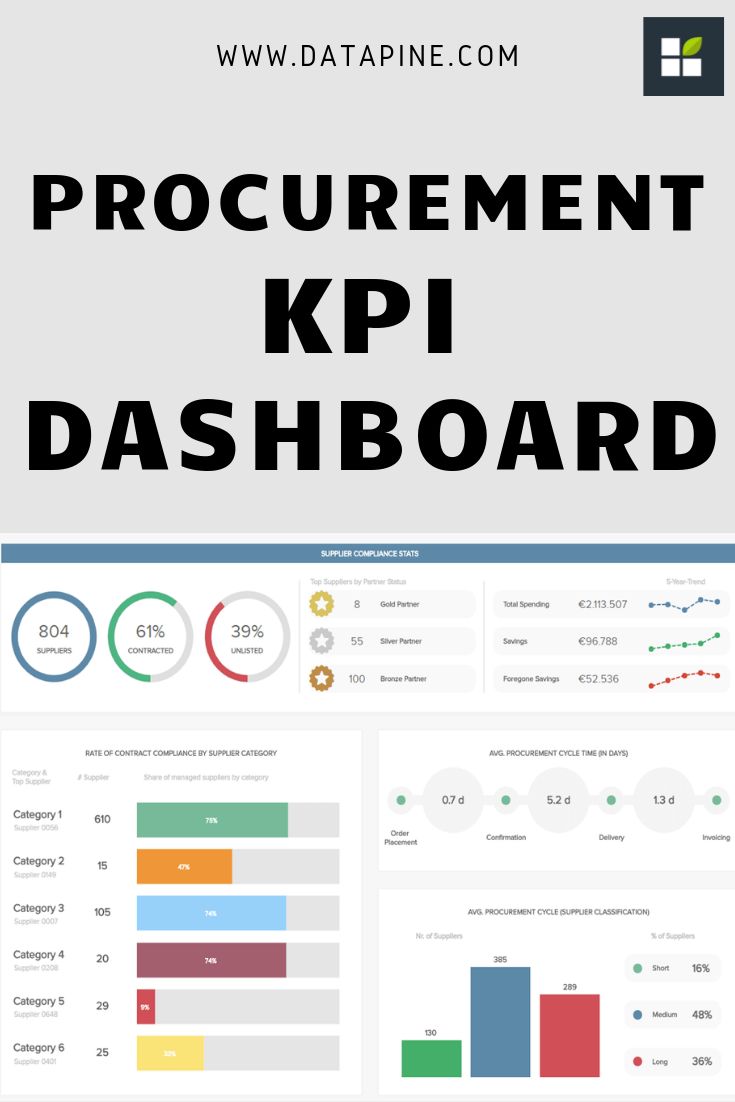 WWW.DATAPINE.COM
PROCUREMENT
KPI
DASHBOARD
SUPPLIER COMPLIANCE STATS
804
SUPPLIERS
61%
CONTRACTED
39%
UNLISTED
Top Suppliers by Partner Status
8 Gold Partner
55 Silver Partner
100 Bronze Partner
5-Year-Trend
Total Spending €2.113.507
Savings €96.788
Foregone Savings €52.536
RATE OF CONTRACT COMPLIANCE BY SUPPLIER CATEGORY
Category &
Top Supplier
# Supplier
Share of managed suppliers by category
Category 1
Supplier 0056
610
75%
Category 2
Supplier 0149
15
47%
Category 3
Supplier 0007
105
74%
Category 4
Supplier 0208
20
74%
Category 5
Supplier 0648
29
9%
Category 6
Supplier 0401
25
AVG. PROCUREMENT CYCLE TIME (IN DAYS)
0.7 d
5.2 d
1.3 d
Order
Placement
Confirmation
Delivery
Invoicing
AVG. PROCUREMENT CYCLE (SUPPLIER CLASSIFICATION)
Nr. of Suppliers
% of Suppliers
130
385
289
Short 16%
Medium 48%
Long 36%